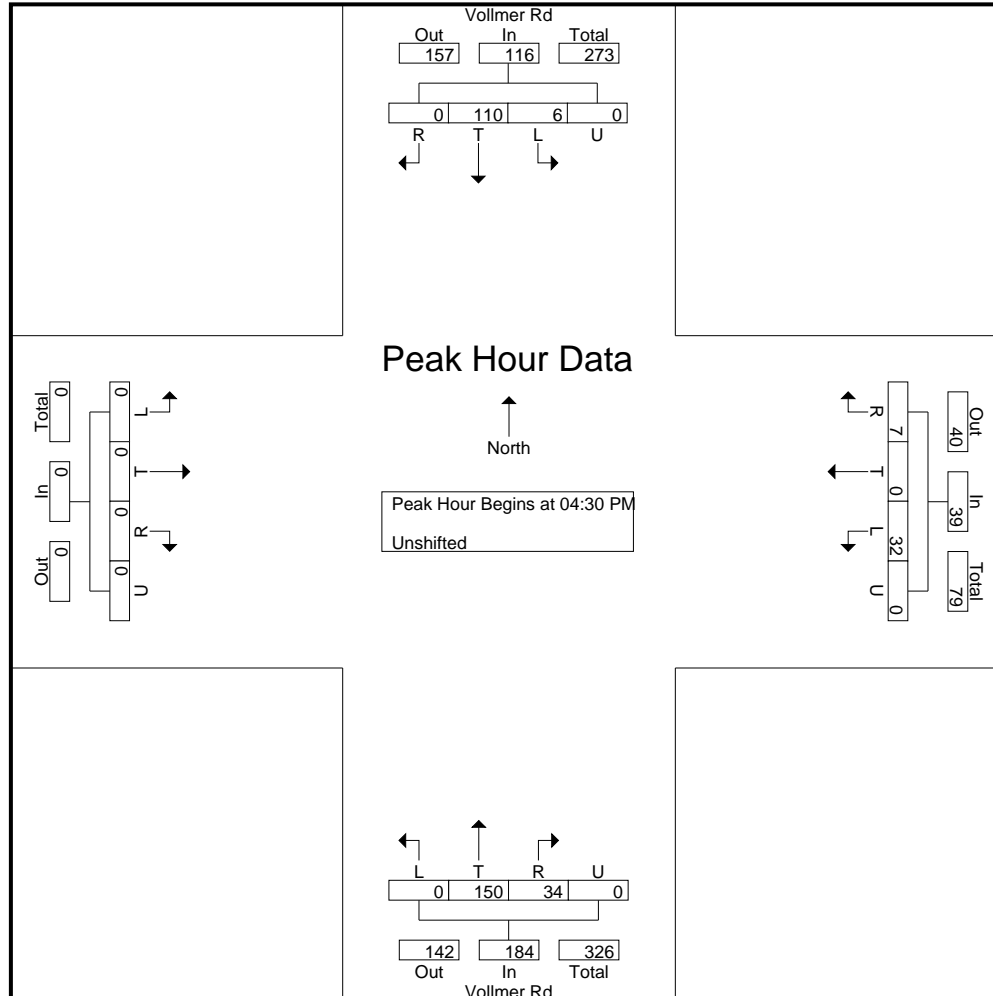 Vollmer Rd
Out In Total
157 116 273
0 110 6 0
R T L U
Peak Hour Data
North
Peak Hour Begins at 04:30 PM
Unshifted
Total In Out
0 0 0
0 0 0 0
L T R U
R T L U
7 0 32 0
Out In Total
40 39 79
L T R U
0 150 34 0
142 184 326
Out In Total
Vollmer Rd